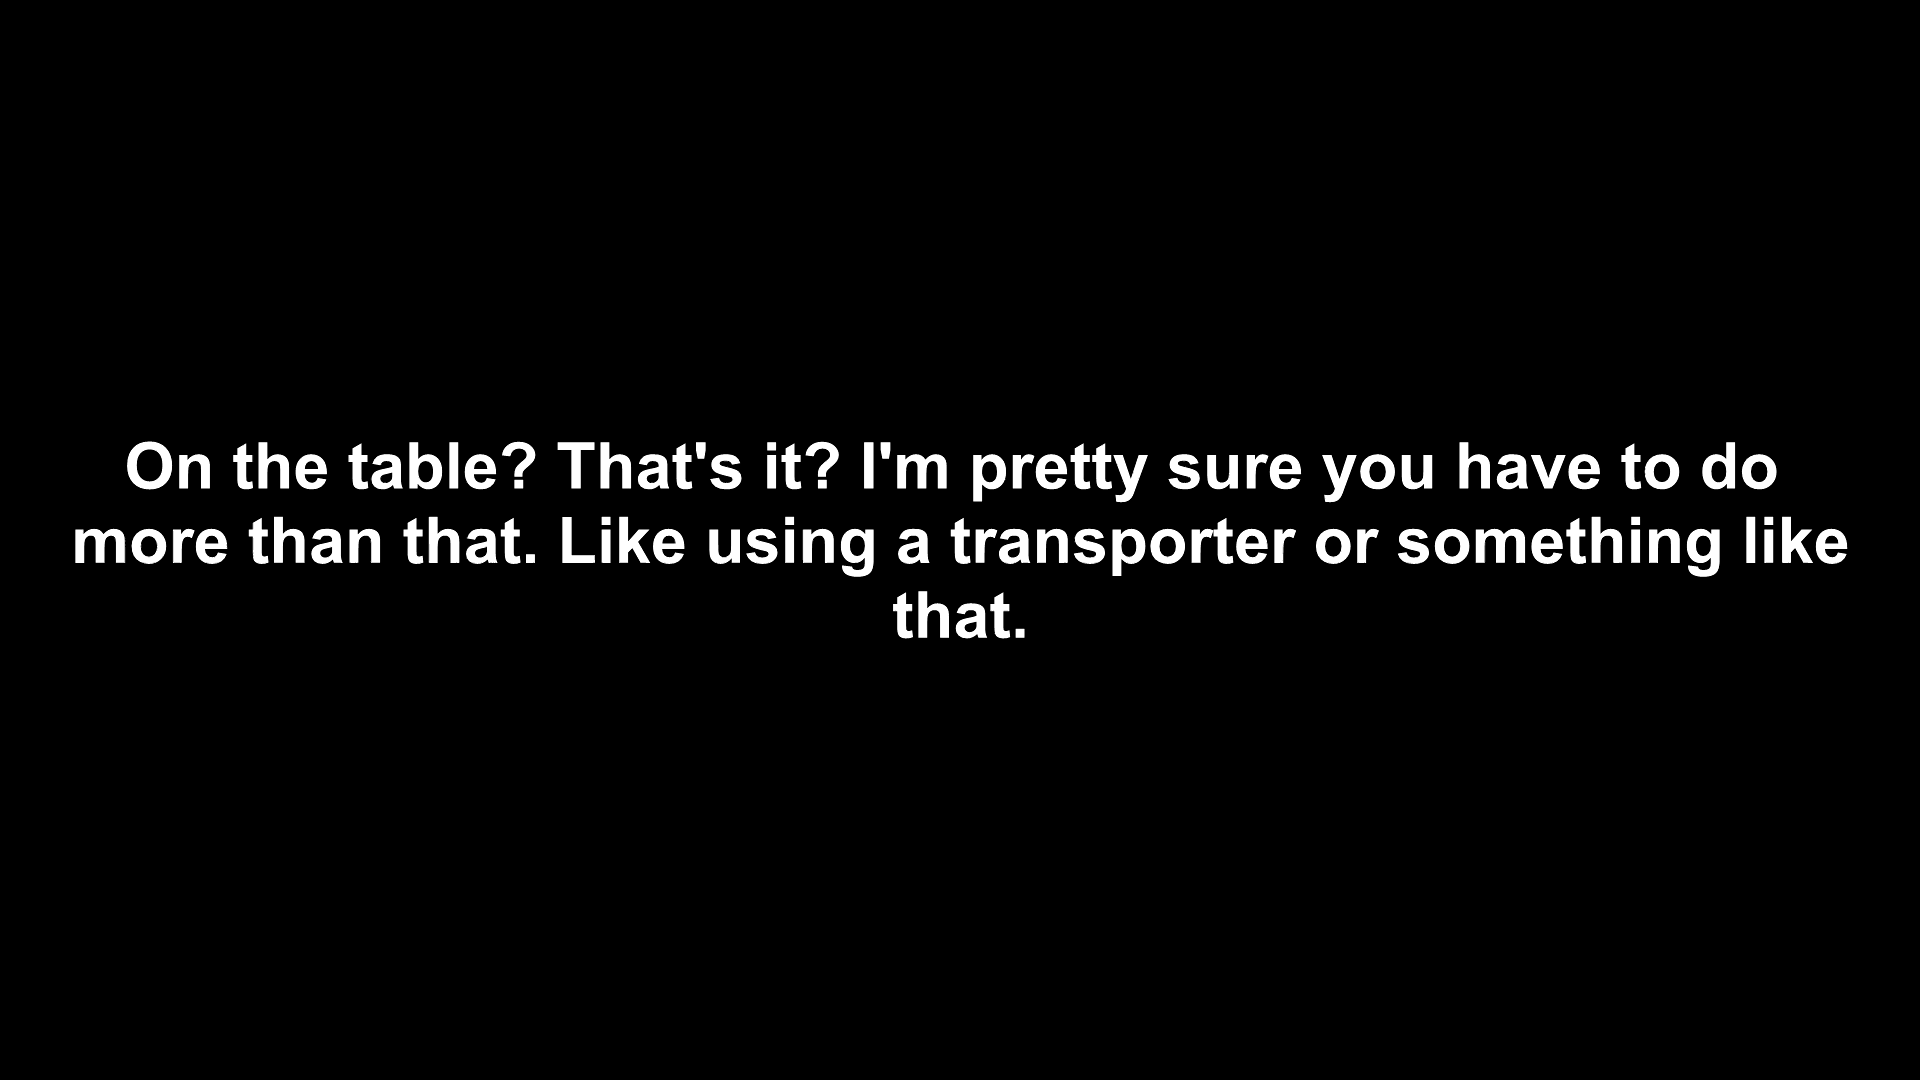 On the table? That's it? I'm pretty sure you have to do
more than that. Like using a transporter or something like
that.